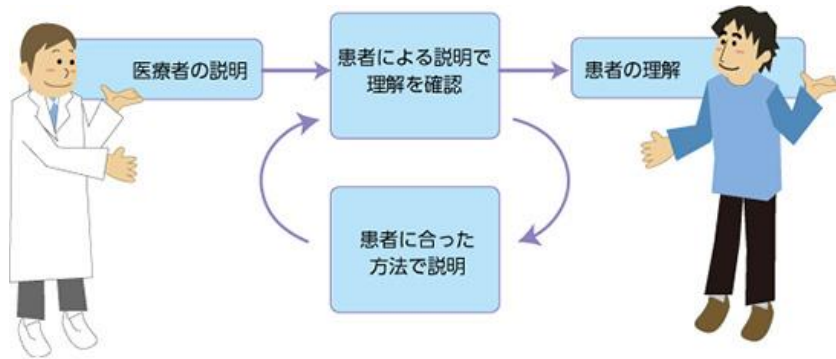 医療者の説明
患者による説明で
理解を確認
患者の理解
患者に合った
方法で説明